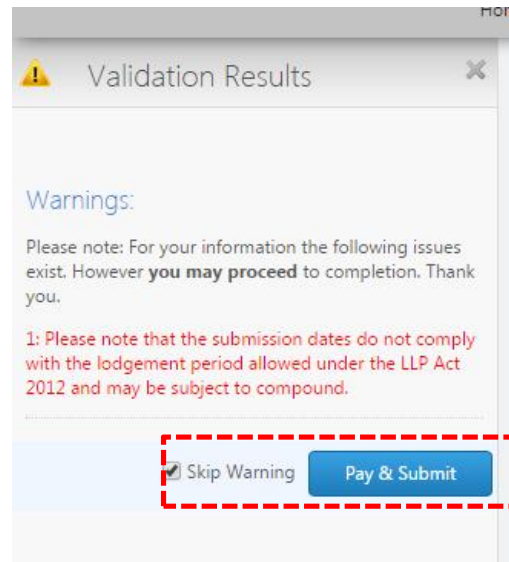 Validation Results
Warnings:
Please note: For your information the following issues
exist. However you may proceed to completion. Thank
you.
1: Please note that the submission dates do not comply
with the lodgement period allowed under the LLP Act
2012 and may be subject to compound.
Skip Warning Pay & Submit